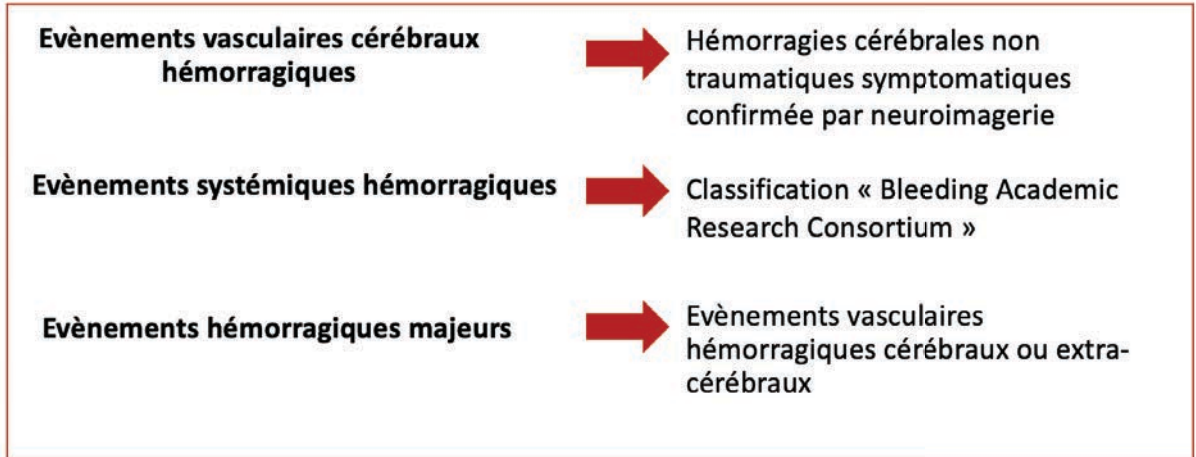 Evènements vasculaires cérébraux
hémorragiques
Hémorragies cérébrales non
traumatiques symptomatiques
confirmée par neuroimagerie
Evènements systémiques hémorragiques
Classification « Bleeding Academic
Research Consortium »
Evènements hémorragiques majeurs
Evènements vasculaires
hémorragiques cérébraux ou extra-
cérébraux